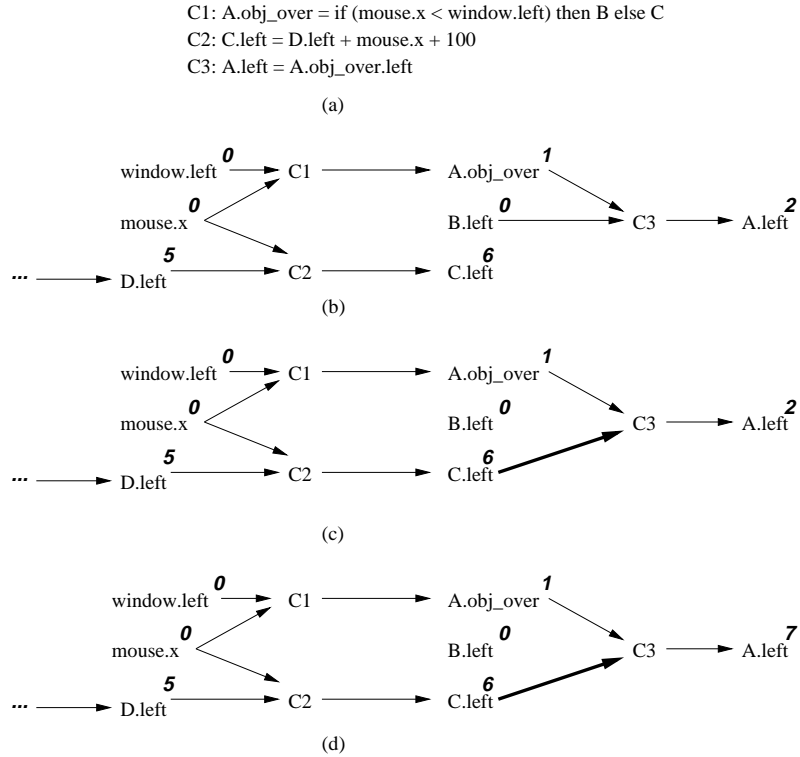 C1: A.obj_over = if (mouse.x < window.left) then B else C
C2: C.left = D.left + mouse.x + 100
C3: A.left = A.obj_over.left
(a)
window.left 0 C1 A.obj_over 1
mouse.x 0 B.left 0 C3 A.left 2
... D.left 5 C2 C.left 6
(b)
window.left 0 C1 A.obj_over 1
mouse.x 0 B.left 0 C3 A.left 2
... D.left 5 C2 C.left 6
(c)
window.left 0 C1 A.obj_over 1
mouse.x 0 B.left 0 C3 A.left 7
... D.left 5 C2 C.left 6
(d)